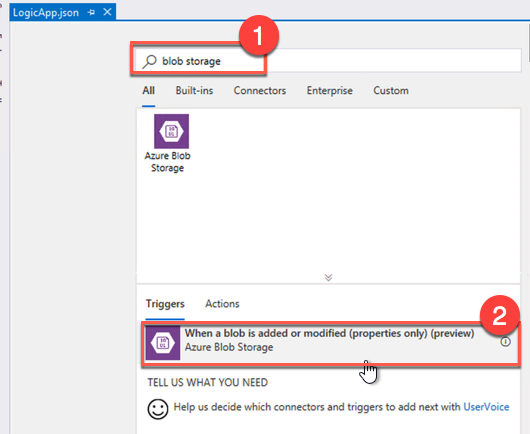 LogicApp.json
1
blob storage
All Built-ins Connectors Enterprise Custom
Azure Blob
Storage
Triggers Actions
2
When a blob is added or modified (properties only) (preview)
Azure Blob Storage
TELL US WHAT YOU NEED
Help us decide which connectors and triggers to add next with UserVoice